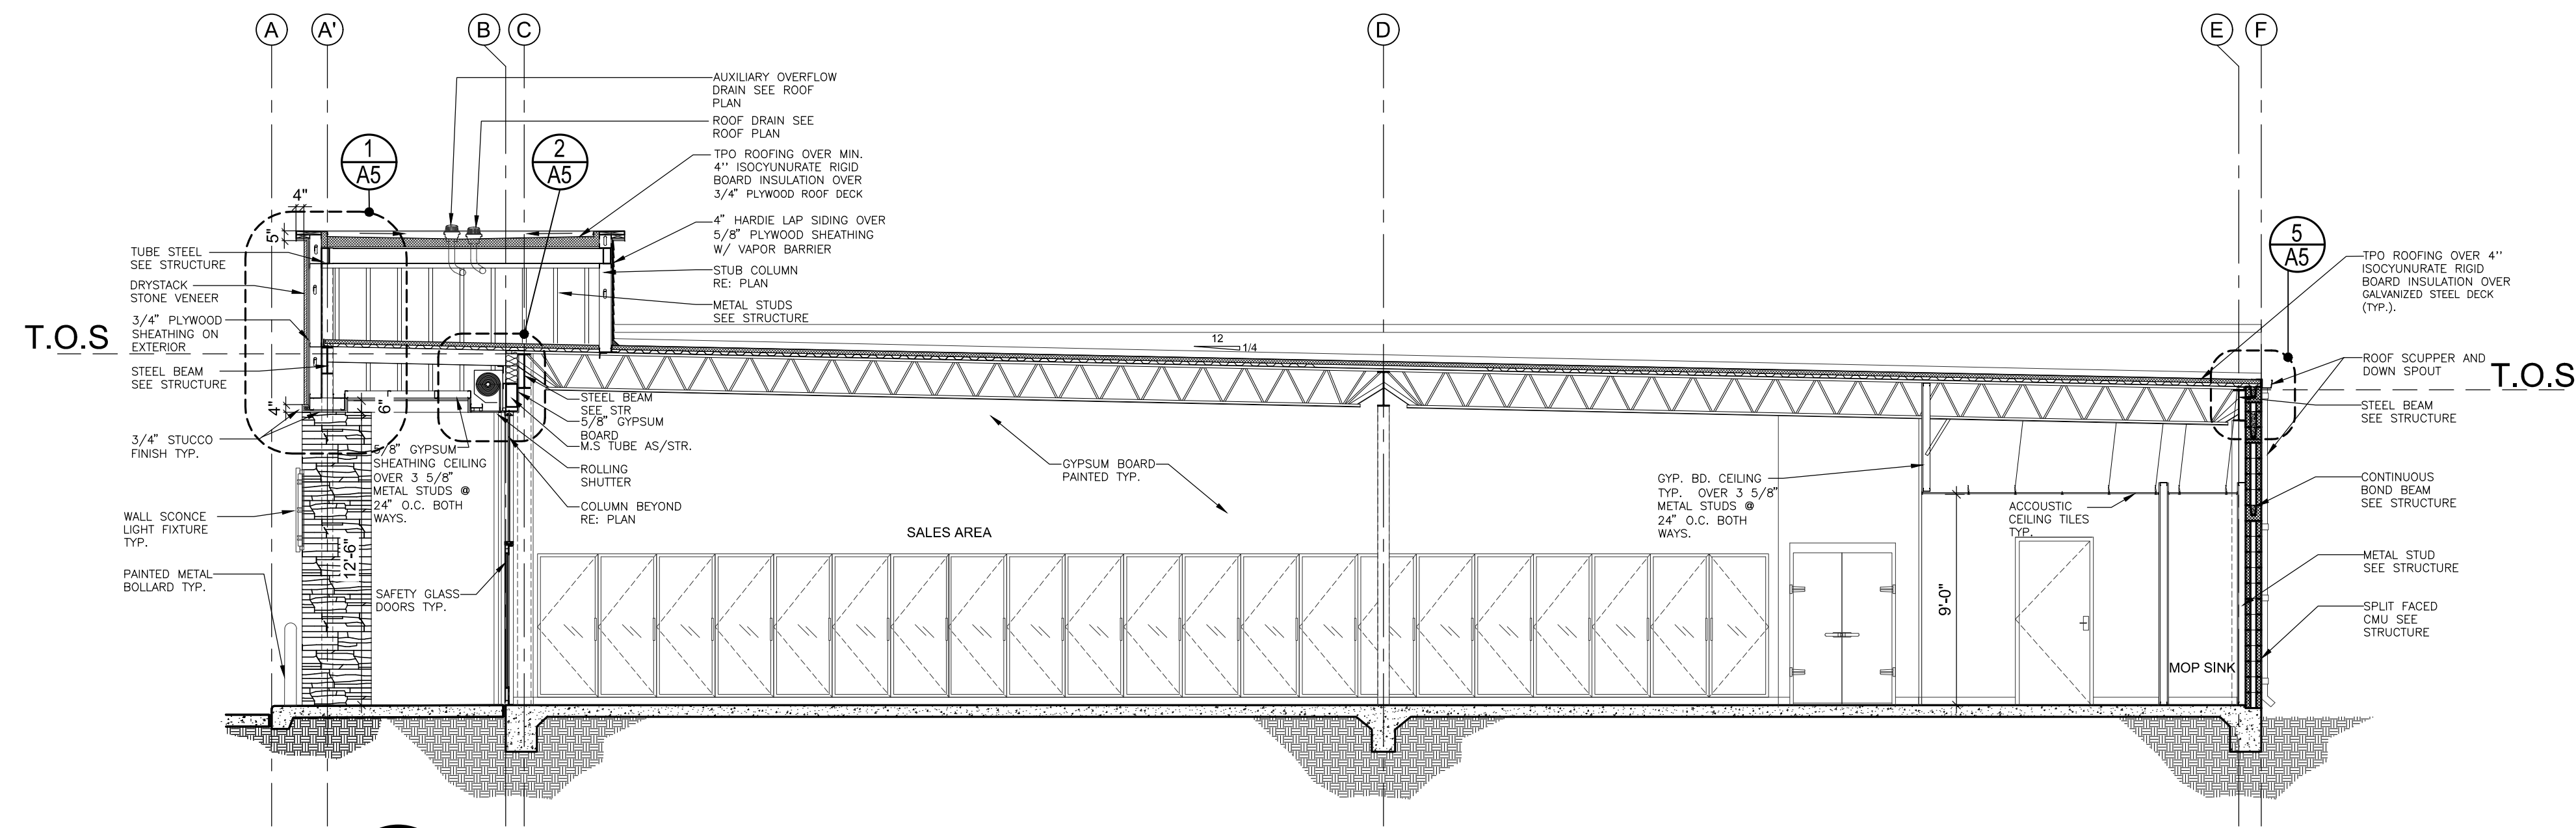 A
A'
B
C
D
E
F
AUXILIARY OVERFLOW
DRAIN SEE ROOF
PLAN
ROOF DRAIN SEE
ROOF PLAN
TPO ROOFING OVER MIN.
4'' ISOCYUNURATE RIGID
BOARD INSULATION OVER
3/4" PLYWOOD ROOF DECK
4" HARDIE LAP SIDING OVER
5/8" PLYWOOD SHEATHING
W/ VAPOR BARRIER
STUB COLUMN
RE: PLAN
METAL STUDS
SEE STRUCTURE
1
A5
2
A5
5
A5
4"
5"
TUBE STEEL
SEE STRUCTURE
DRYSTACK
STONE VENEER
3/4" PLYWOOD
SHEATHING ON
EXTERIOR
T.O.S
STEEL BEAM
SEE STRUCTURE
4"
6"
3/4" STUCCO
FINISH TYP.
5/8" GYPSUM
SHEATHING CEILING
OVER 3 5/8"
METAL STUDS @
24" O.C. BOTH
WAYS.
WALL SCONCE
LIGHT FIXTURE
TYP.
12'-6"
PAINTED METAL
BOLLARD TYP.
SAFETY GLASS
DOORS TYP.
STEEL BEAM
SEE STR
5/8" GYPSUM
BOARD
M.S TUBE AS/STR.
ROLLING
SHUTTER
COLUMN BEYOND
RE: PLAN
12
1/4
GYPSUM BOARD
PAINTED TYP.
SALES AREA
GYP. BD. CEILING
TYP. OVER 3 5/8"
METAL STUDS @
24" O.C. BOTH
WAYS.
ACCOUSTIC
CEILING TILES
TYP.
9'-0"
MOP SINK
TPO ROOFING OVER 4''
ISOCYUNURATE RIGID
BOARD INSULATION OVER
GALVANIZED STEEL DECK
(TYP.).
ROOF SCUPPER AND
DOWN SPOUT
T.O.S
STEEL BEAM
SEE STRUCTURE
CONTINUOUS
BOND BEAM
SEE STRUCTURE
METAL STUD
SEE STRUCTURE
SPLIT FACED
CMU SEE
STRUCTURE